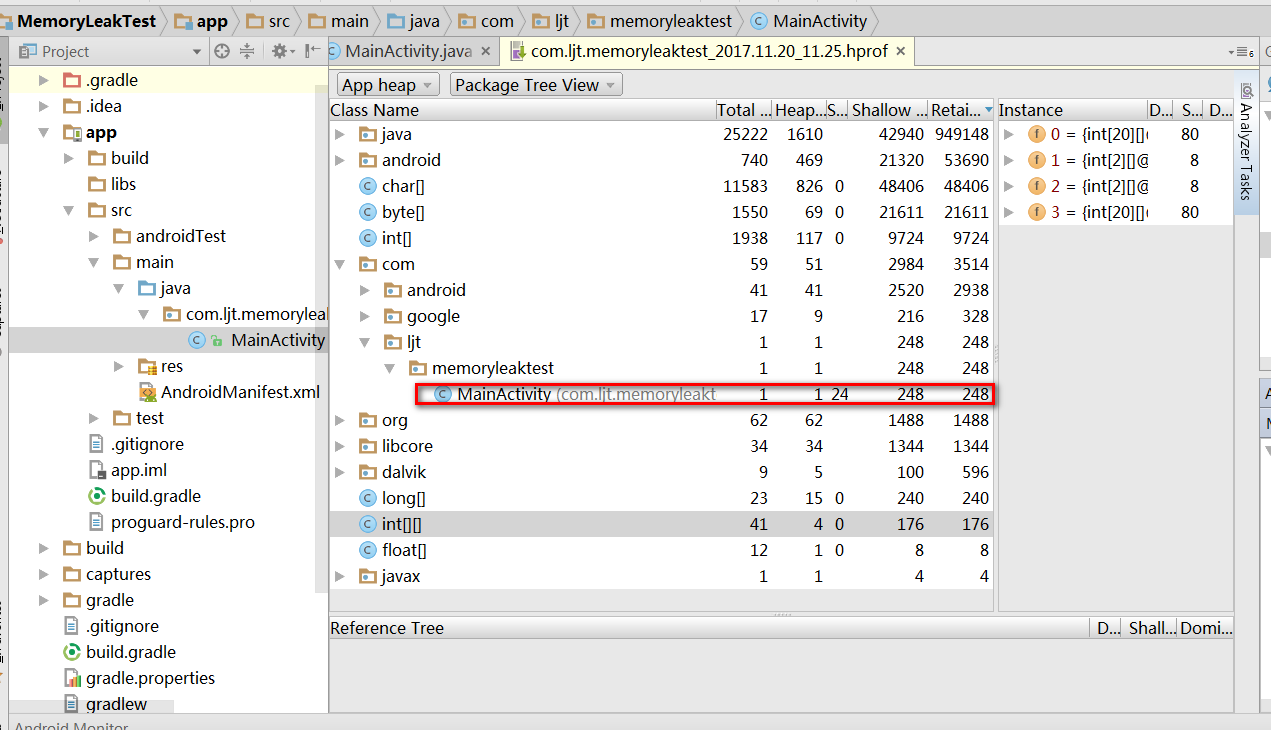 MemoryLeakTest app src main java com ljt memoryleaktest MainActivity
Project
MainActivity.java com.ljt.memoryleaktest_2017.11.20_11.25.hprof
6
App heap Package Tree View
.gradle
.idea
app
build
libs
src
androidTest
main
java
com.ljt.memoryleal
MainActivity
res
AndroidManifest.xml
test
.gitignore
app.iml
build.gradle
proguard-rules.pro
build
captures
gradle
.gitignore
build.gradle
gradle.properties
gradlew
Class Name Total ... Heap... S... Shallow ... Retai...
java 25222 1610 42940 949148
android 740 469 21320 53690
char[] 11583 826 0 48406 48406
byte[] 1550 69 0 21611 21611
int[] 1938 117 0 9724 9724
com 59 51 2984 3514
android 41 41 2520 2938
google 17 9 216 328
ljt 1 1 248 248
memoryleaktest 1 1 248 248
MainActivity (com.ljt.memoryleakt 1 1 24 248 248
org 62 62 1488 1488
libcore 34 34 1344 1344
dalvik 9 5 100 596
long[] 23 15 0 240 240
int[][] 41 4 0 176 176
float[] 12 1 0 8 8
javax 1 1 4 4
Instance D... S... D...
0 = {int[20][]@ 80
1 = {int[2][]@ 8
2 = {int[2][]@ 8
3 = {int[20][]@ 80
Analyzer Tasks
Reference Tree D... Shall... Domi...
Android Monitor